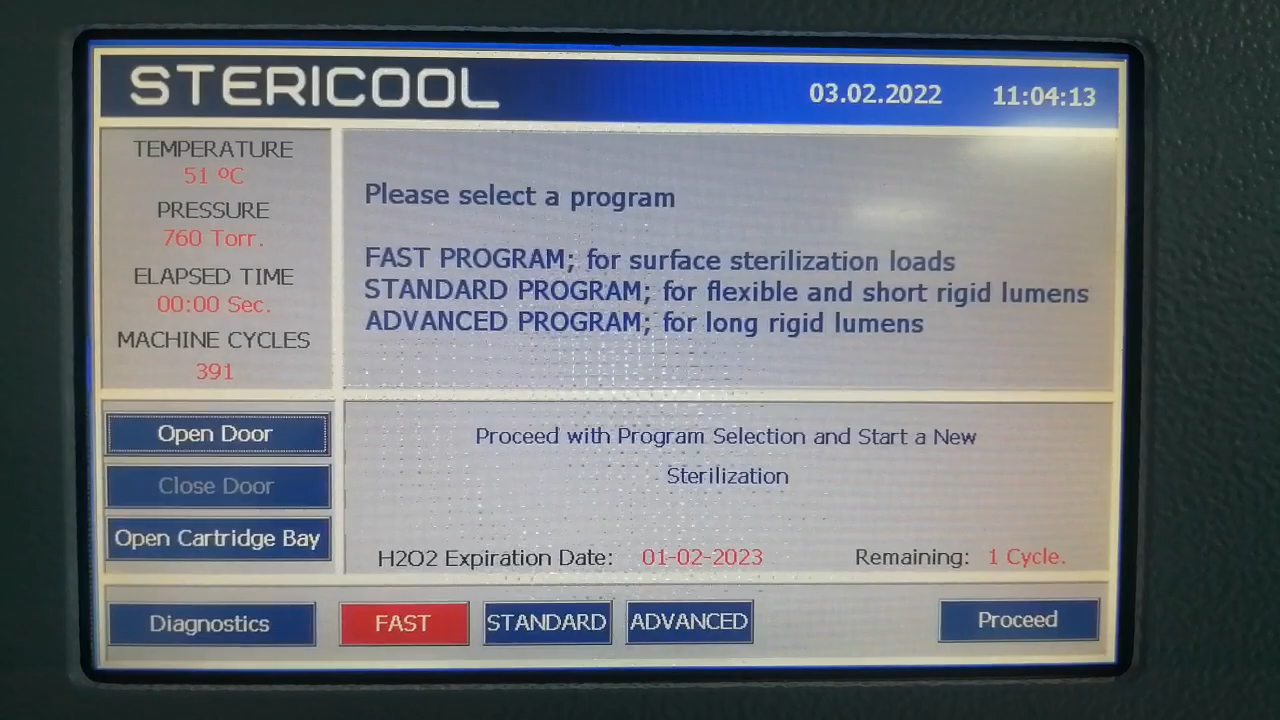 STERICOOL
03.02.2022
11:04:13
TEMPERATURE
51 ºC
PRESSURE
760 Torr.
ELAPSED TIME
00:00 Sec.
MACHINE CYCLES
391
Please select a program
FAST PROGRAM; for surface sterilization loads
STANDARD PROGRAM; for flexible and short rigid lumens
ADVANCED PROGRAM; for long rigid lumens
Open Door
Close Door
Open Cartridge Bay
Proceed with Program Selection and Start a New
Sterilization
H2O2 Expiration Date: 01-02-2023
Remaining: 1 Cycle.
Diagnostics
FAST
STANDARD
ADVANCED
Proceed